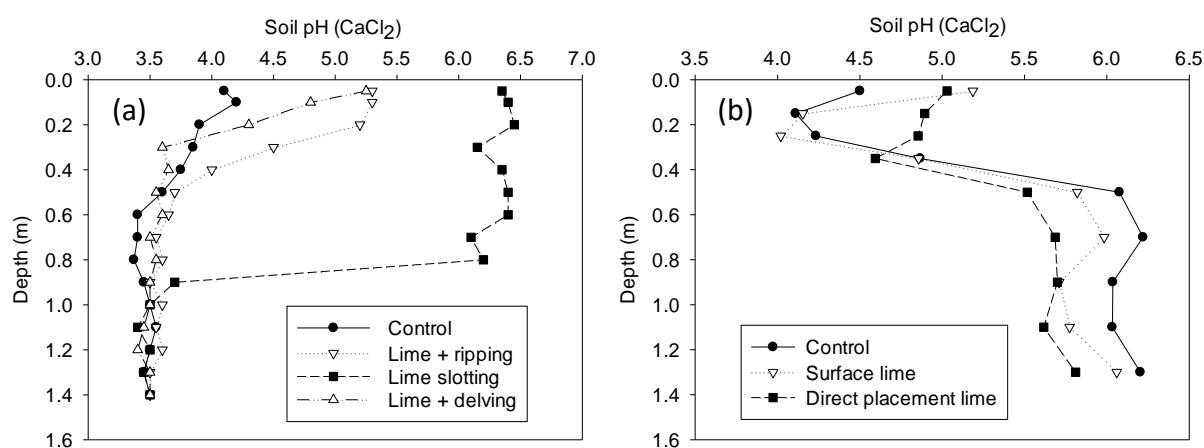 Soil pH (CaCl2)
3.0 3.5 4.0 4.5 5.0 5.5 6.0 6.5 7.0
0.0
0.2
0.4
0.6
0.8
1.0
1.2
1.4
1.6
Depth (m)
(a)
Control
Lime + ripping
Lime slotting
Lime + delving
Soil pH (CaCl2)
3.5 4.0 4.5 5.0 5.5 6.0 6.5
0.0
0.2
0.4
0.6
0.8
1.0
1.2
1.4
1.6
Depth (m)
(b)
Control
Surface lime
Direct placement lime